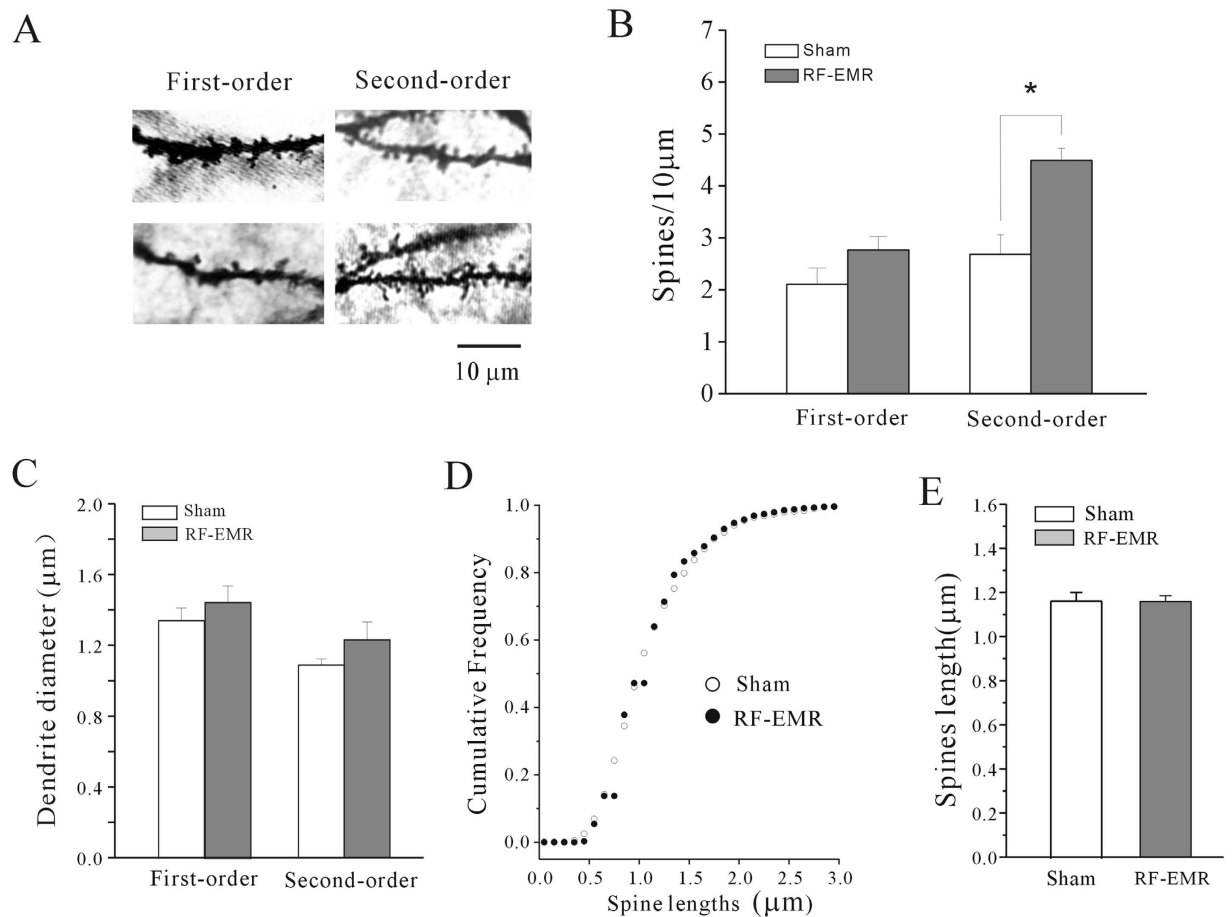 A
First-order Second-order
10 μm
B
7
6
5
4
3
2
1
0
Spines/10μm
Sham
RF-EMR
*
First-order Second-order
C
2.0
1.6
1.2
0.8
0.4
0.0
Dendrite diameter (μm)
Sham
RF-EMR
First-order Second-order
D
1.0
0.8
0.6
0.4
0.2
0.0
Cumulative Frequency
Sham
RF-EMR
0.0 0.5 1.0 1.5 2.0 2.5 3.0
Spine lengths (μm)
E
1.6
1.4
1.2
1.0
0.8
0.6
0.4
0.2
0.0
Spines length(μm)
Sham
RF-EMR
Sham RF-EMR